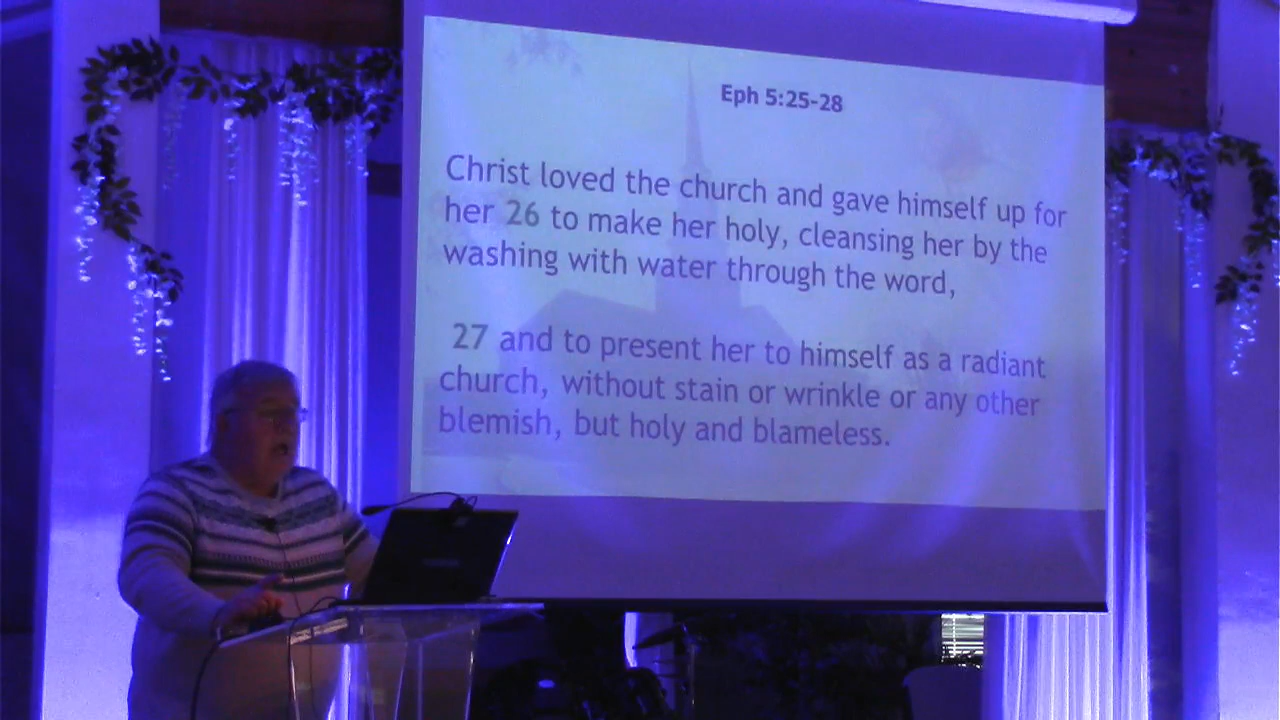 Eph 5:25-28
Christ loved the church and gave himself up for
her 26 to make her holy, cleansing her by the
washing with water through the word,
27 and to present her to himself as a radiant
church, without stain or wrinkle or any other
blemish, but holy and blameless.